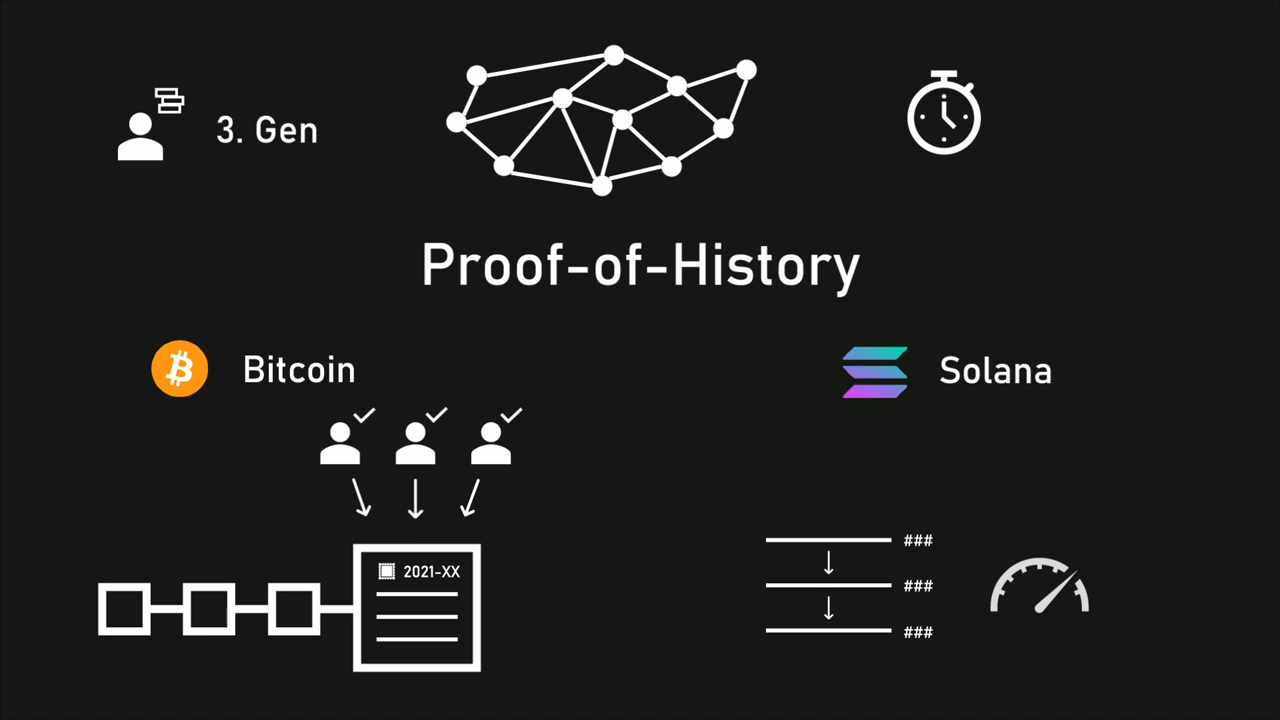 3. Gen
Proof-of-History
Bitcoin
Solana
2021-XX
###
###
###